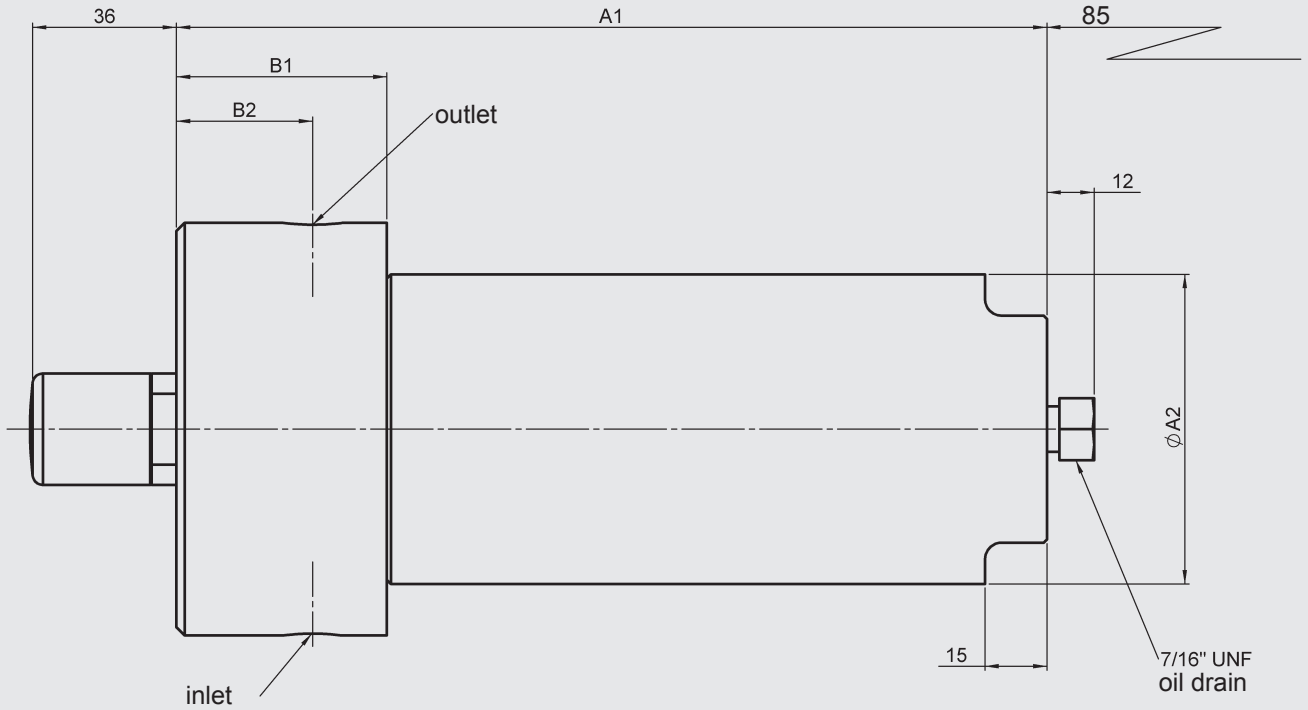 36
A1
85
B1
B2
outlet
12
ϕA2
15
7/16" UNF
oil drain
inlet